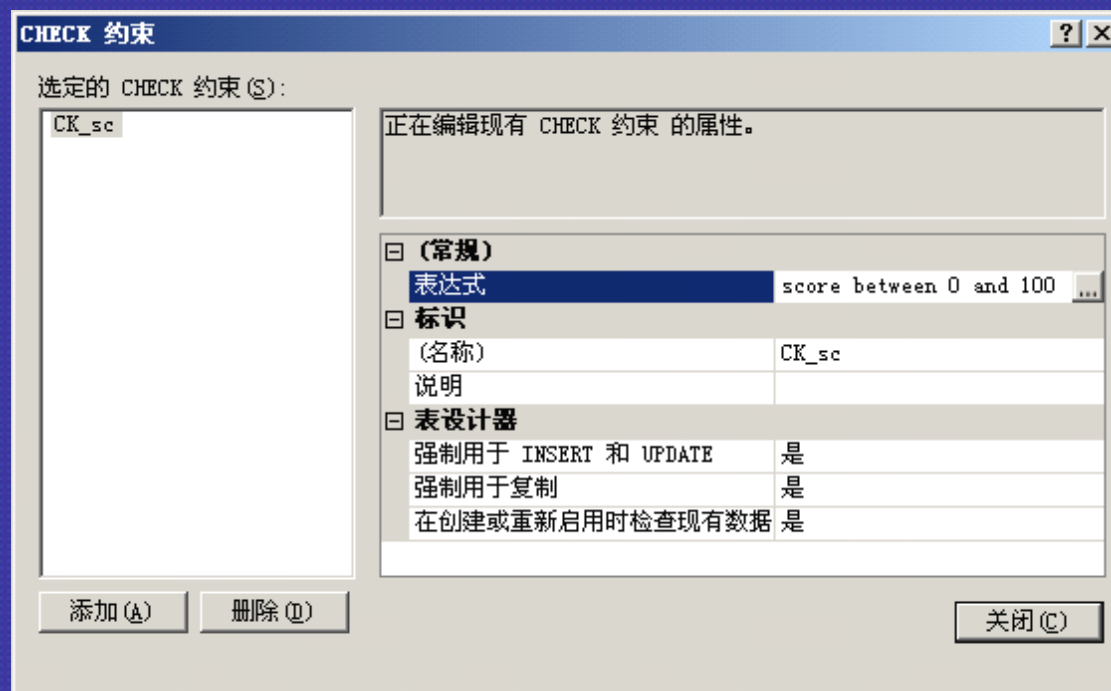 CHECK 约束
选定的 CHECK 约束(S):
CK_sc
正在编辑现有 CHECK 约束 的属性。
(常规)
表达式 score between 0 and 100 ...
标识
(名称) CK_sc
说明
表设计器
强制用于 INSERT 和 UPDATE 是
强制用于复制 是
在创建或重新启用时检查现有数据 是
添加(A) 删除(D)
关闭(C)